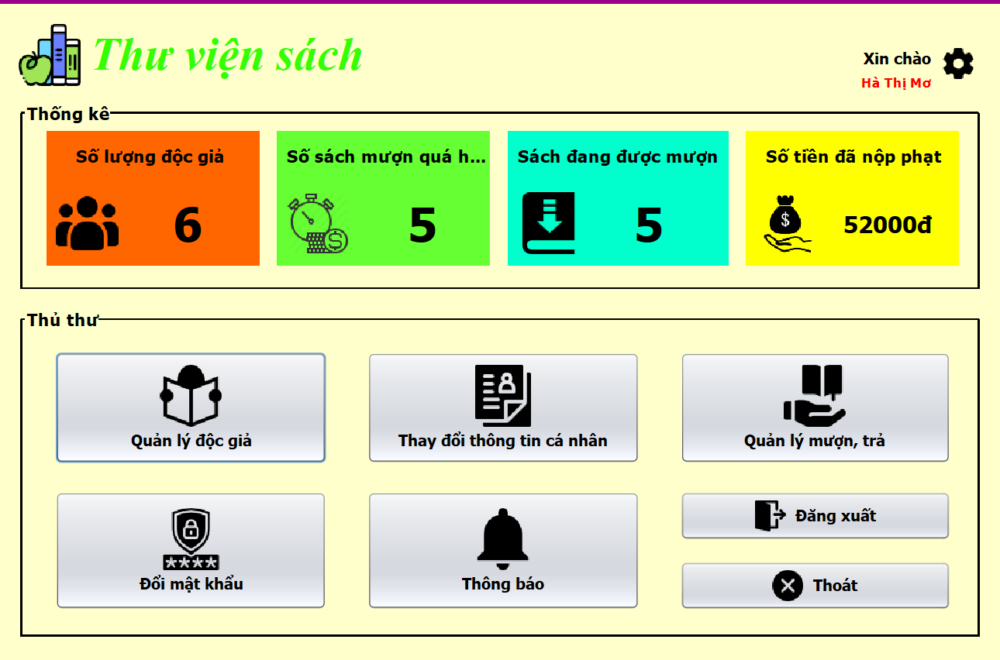 Thư viện sách
Xin chào
Hà Thị Mơ
Thống kê
Số lượng độc giả
6
Số sách mượn quá h...
5
Sách đang được mượn
5
Số tiền đã nộp phạt
$
52000đ
Thủ thư
Quản lý độc giả
Thay đổi thông tin cá nhân
Quản lý mượn, trả
****
Đổi mật khẩu
Thông báo
Đăng xuất
Thoát